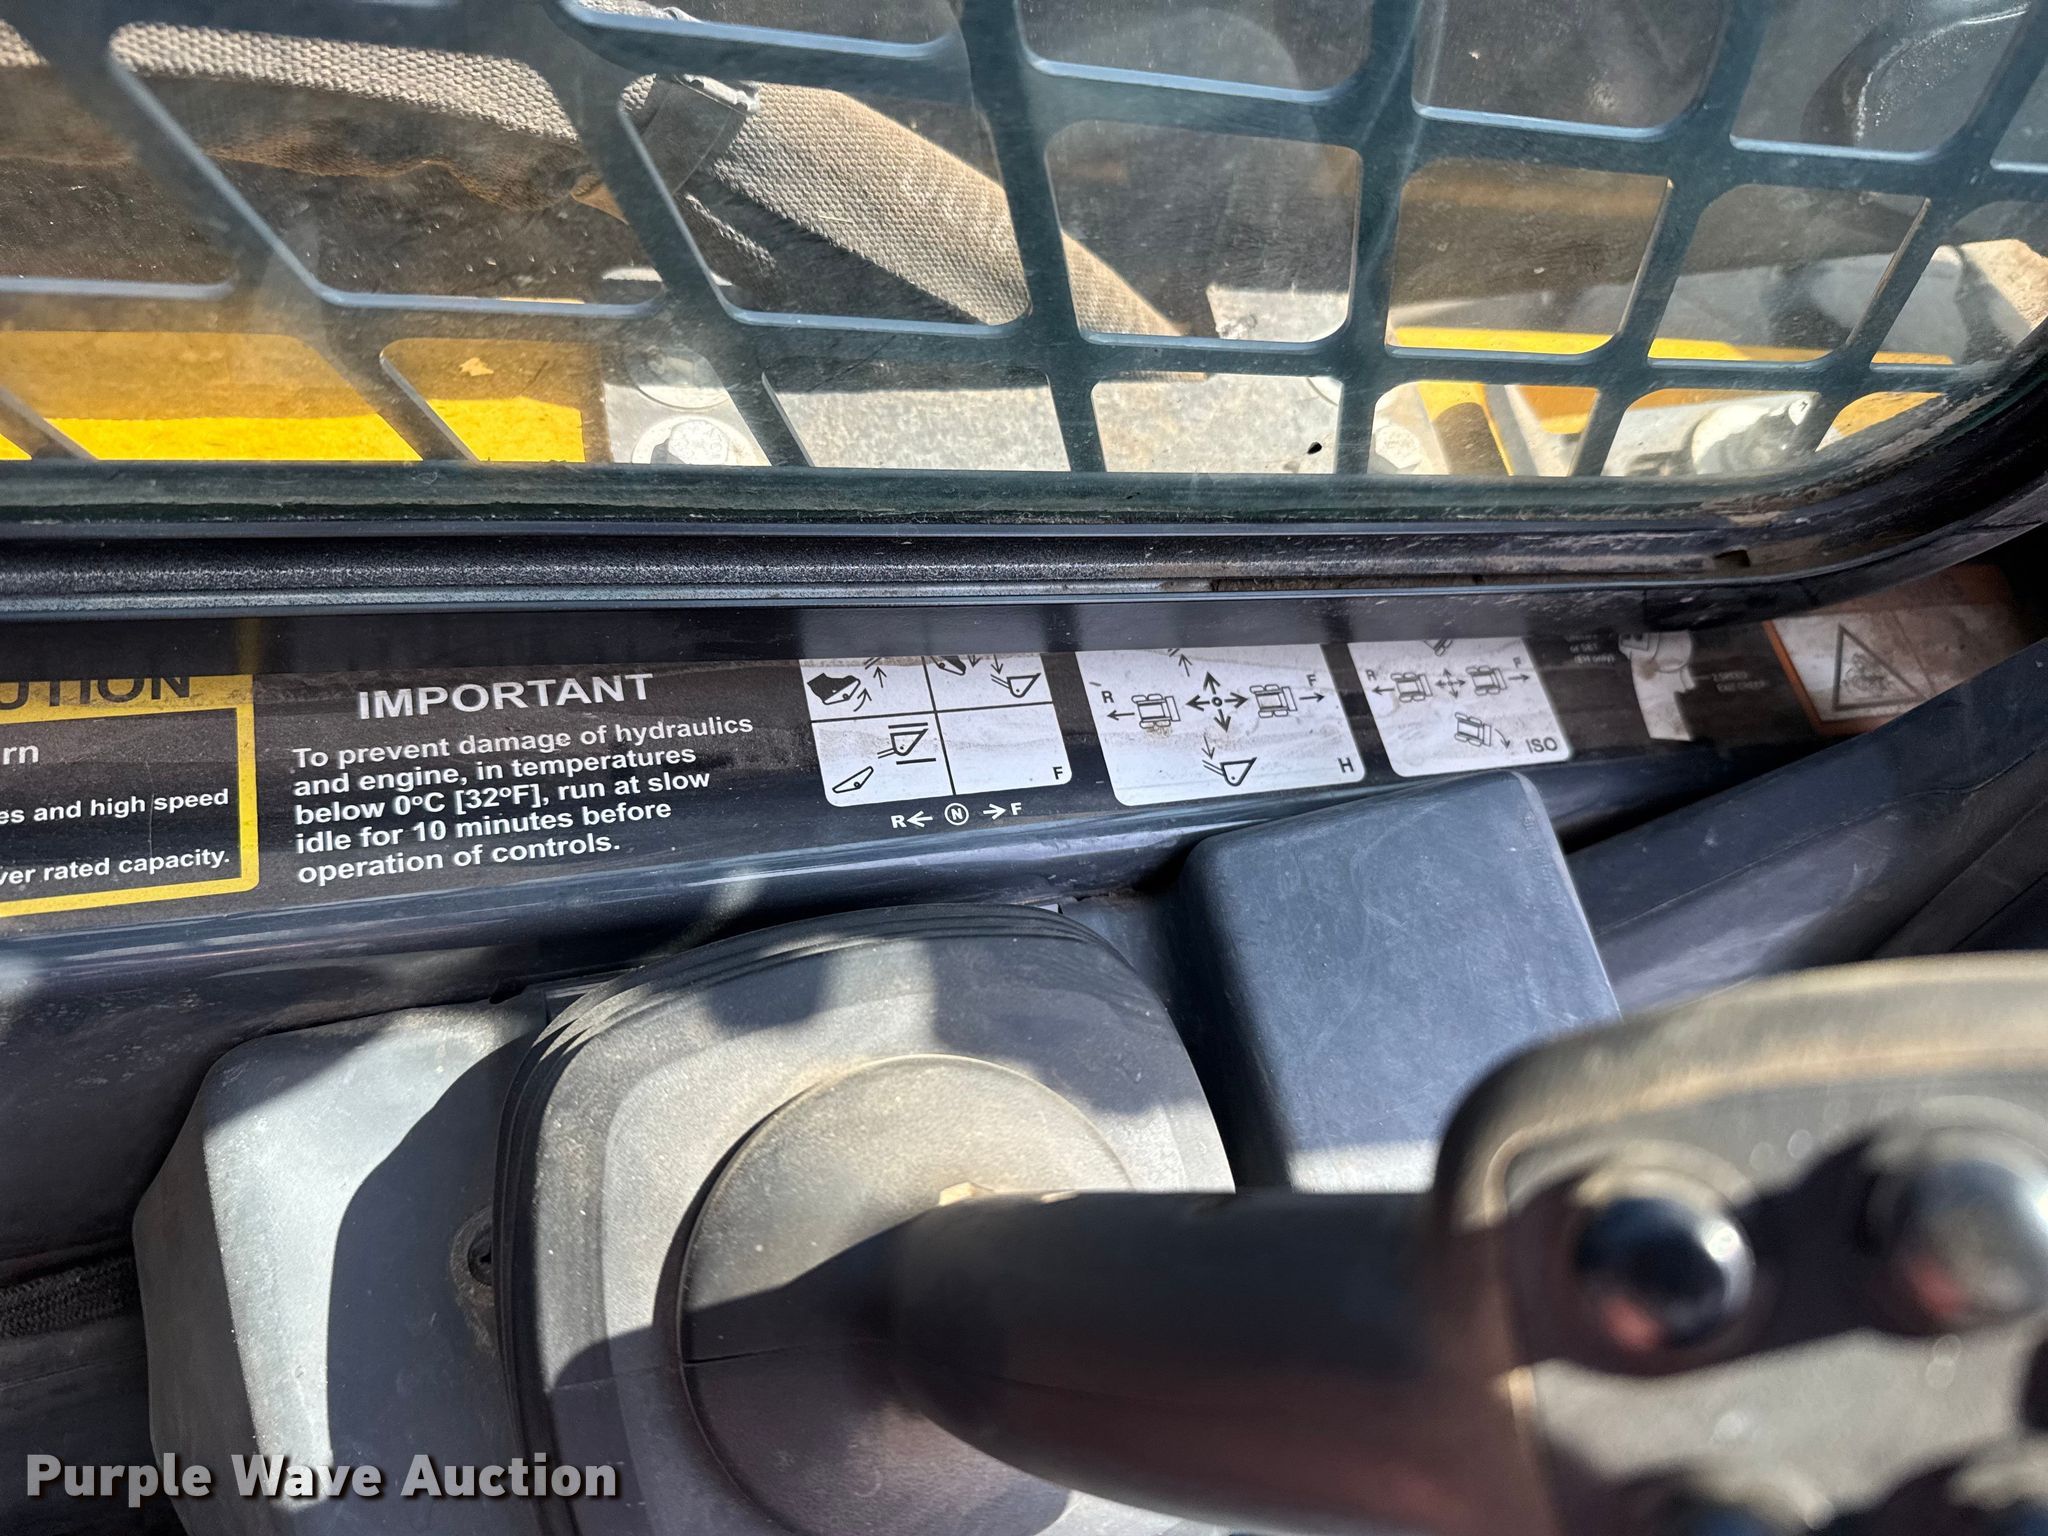 UTION
rn
es and high speed
ver rated capacity.
IMPORTANT
To prevent damage of hydraulics
and engine, in temperatures
below 0°C [32°F], run at slow
idle for 10 minutes before
operation of controls.
F
R N F
R F
H
R F
ISO
Purple Wave Auction